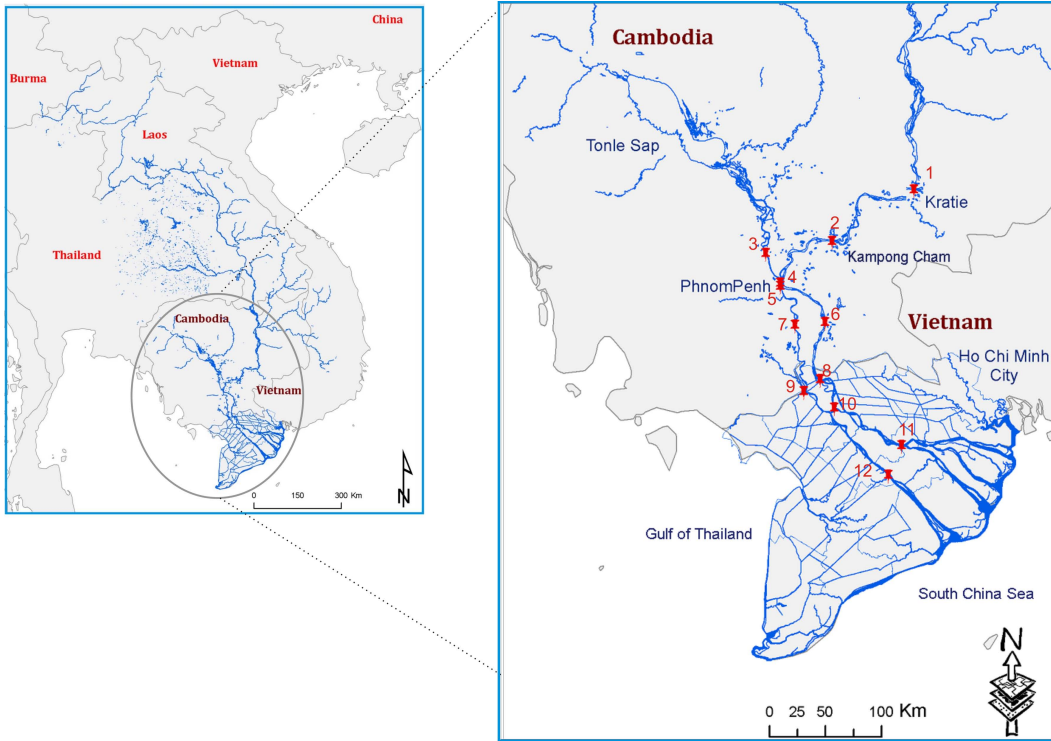 China
Vietnam
Burma
Laos
Thailand
Cambodia
Vietnam
N
0 150 300 KM
Cambodia
Tonle Sap
1
Kratie
2
Kampong Cham
3
4
PhnomPenh
5
6
7
Vietnam
Ho Chi Minh
City
8
9
10
11
12
Gulf of Thailand
South China Sea
N
0 25 50 100 Km